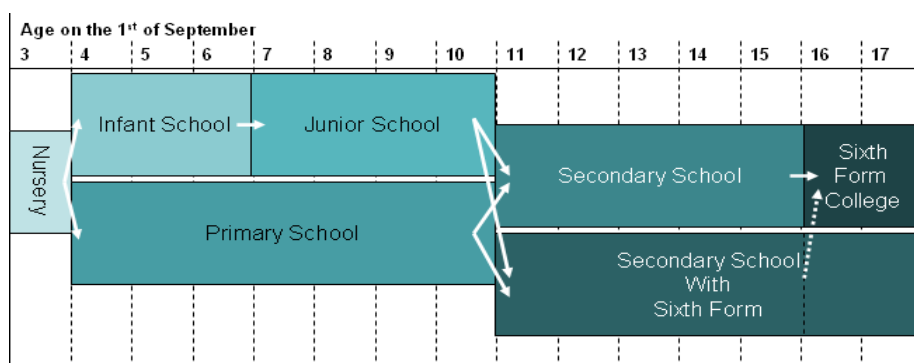 Age on the 1st of September
3 4 5 6 7 8 9 10 11 12 13 14 15 16 17
Infant School
Junior School
Nursery
Primary School
Secondary School
Sixth
Form
College
Secondary School
With
Sixth Form